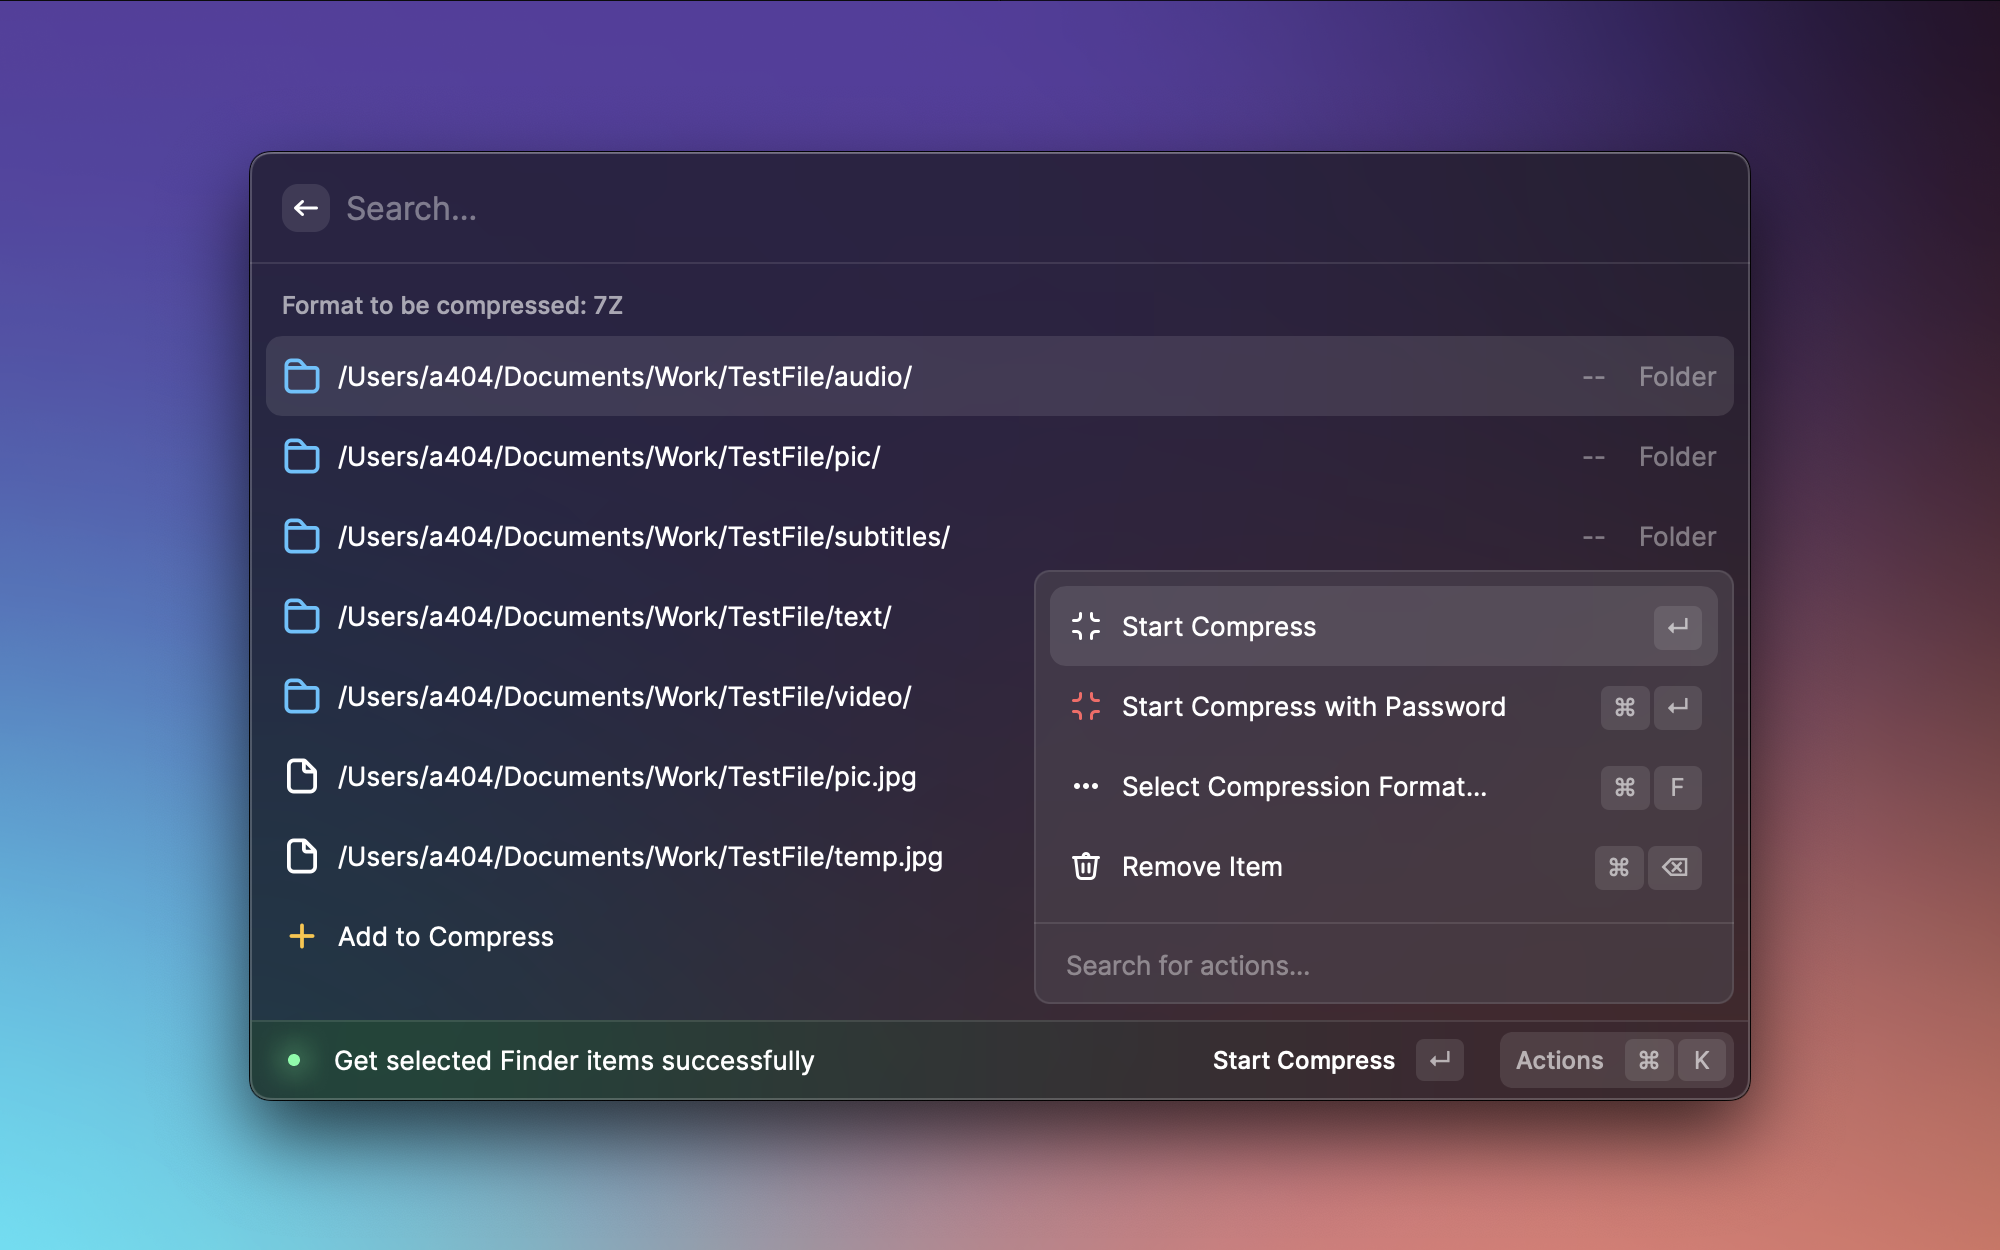 Search...
Format to be compressed: 7Z
/Users/a404/Documents/Work/TestFile/audio/ -- Folder
/Users/a404/Documents/Work/TestFile/pic/ -- Folder
/Users/a404/Documents/Work/TestFile/subtitles/ -- Folder
/Users/a404/Documents/Work/TestFile/text/
/Users/a404/Documents/Work/TestFile/video/
/Users/a404/Documents/Work/TestFile/pic.jpg
/Users/a404/Documents/Work/TestFile/temp.jpg
Add to Compress
Start Compress ↵
Start Compress with Password ⌘ ↵
Select Compression Format... ⌘ F
Remove Item ⌘ ⌫
Search for actions...
Get selected Finder items successfully
Start Compress ↵
Actions ⌘ K